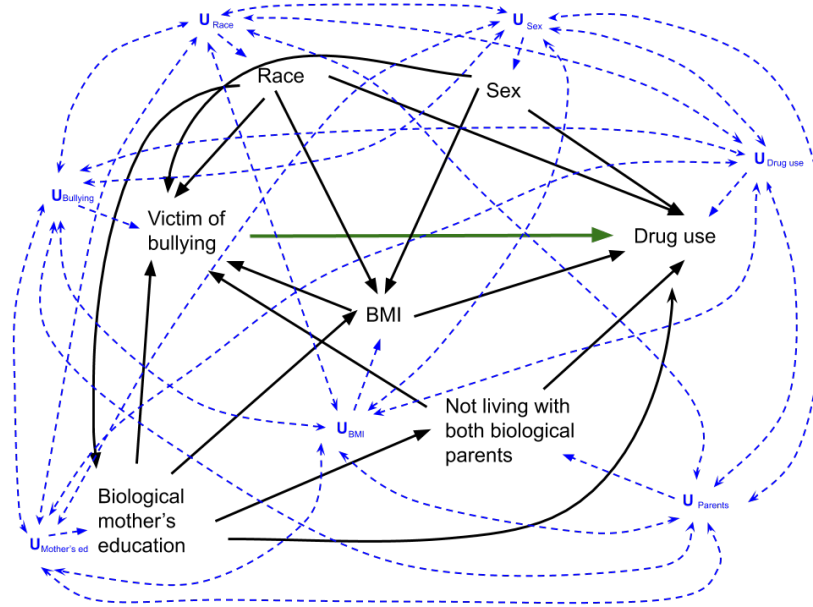 U Race
U Sex
Race
Sex
U Drug use
U Bullying
Victim of
bullying
Drug use
BMI
U BMI
Not living with
both biological
parents
Biological
mother's
education
U Parents
U Mother's ed